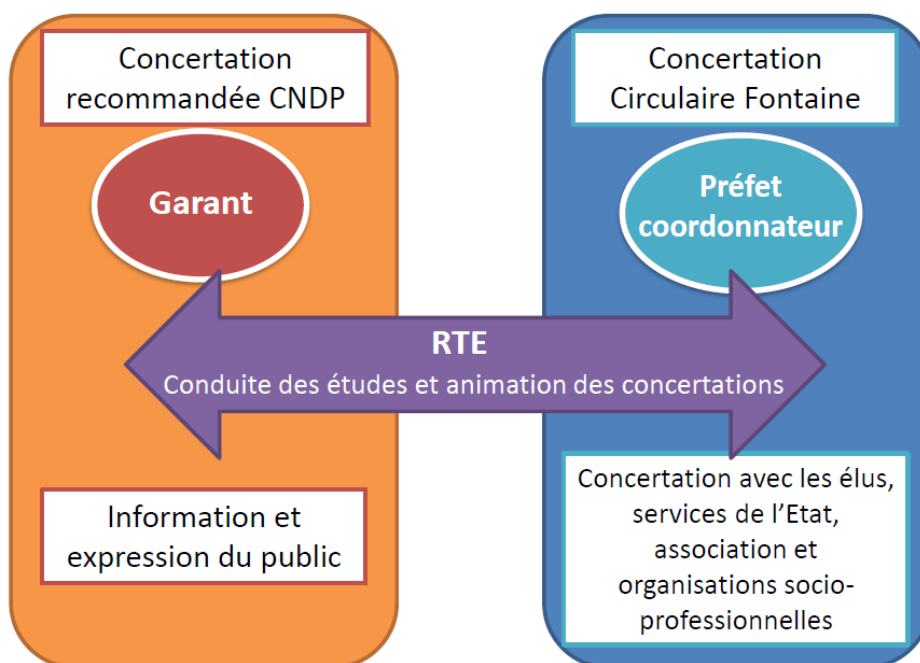 Concertation
recommandée CNDP
Garant
Concertation
Circulaire Fontaine
Préfet
coordonnateur
RTE
Conduite des études et animation des concertations
Information et
expression du public
Concertation avec les élus,
services de l’Etat,
association et
organisations socio-
professionnelles